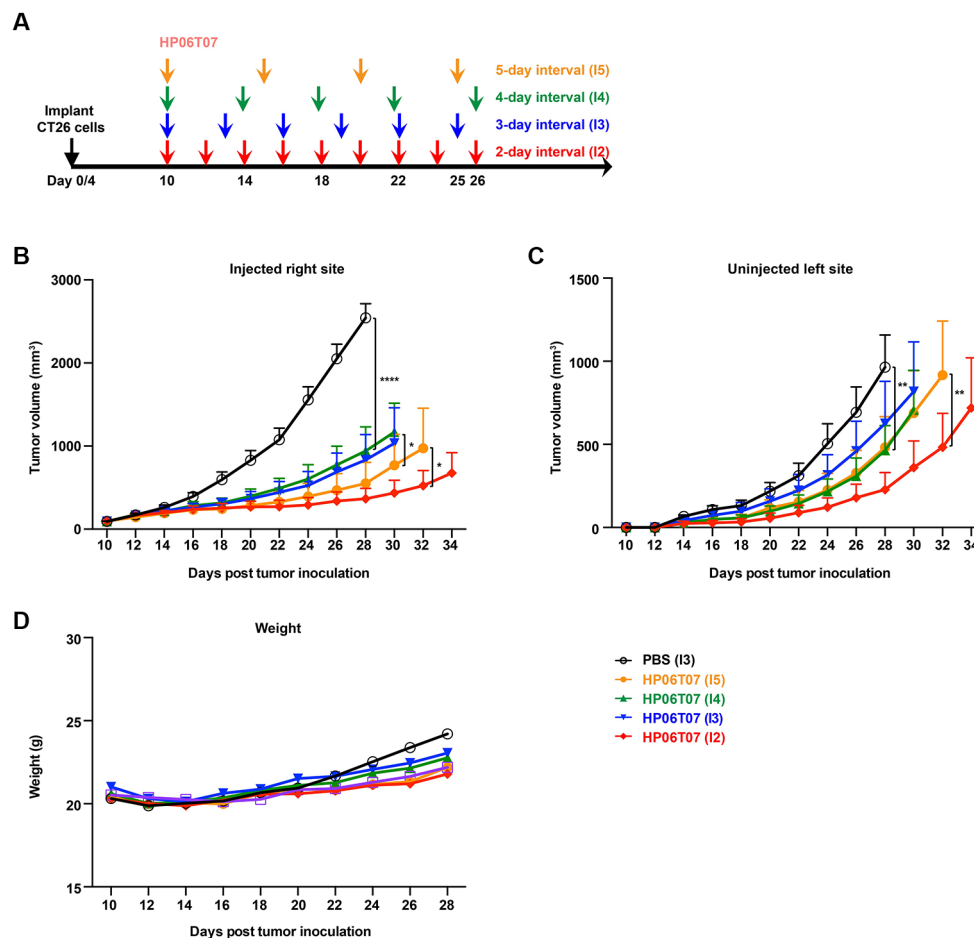 A
HP06T07
5-day interval (I5)
4-day interval (I4)
Implant
CT26 cells
3-day interval (I3)
2-day interval (I2)
Day 0/4 10 14 18 22 25 26
B
Injected right site
Tumor volume (mm³)
3000
2000
1000
0
****
*
*
10 12 14 16 18 20 22 24 26 28 30 32 34
Days post tumor inoculation
C
Uninjected left site
Tumor volume (mm³)
1500
1000
500
0
**
**
10 12 14 16 18 20 22 24 26 28 30 32 34
Days post tumor inoculation
D
Weight
Weight (g)
30
25
20
15
10 12 14 16 18 20 22 24 26 28
Days post tumor inoculation
PBS (I3)
HP06T07 (I5)
HP06T07 (I4)
HP06T07 (I3)
HP06T07 (I2)